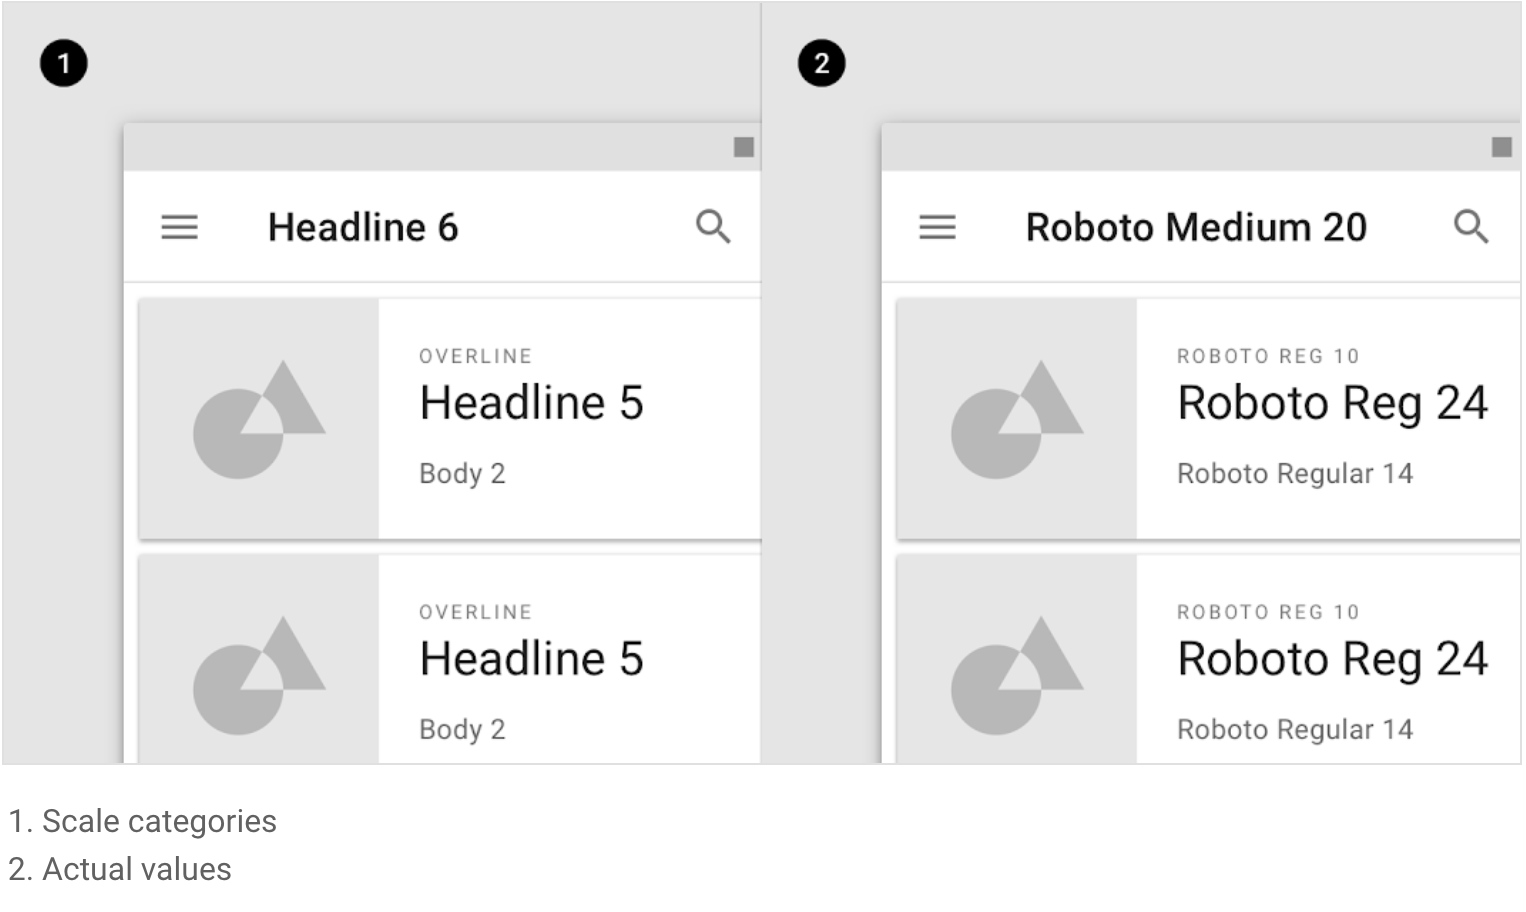 1
Headline 6
OVERLINE
Headline 5
Body 2
OVERLINE
Headline 5
Body 2
2
Roboto Medium 20
ROBOTO REG 10
Roboto Reg 24
Roboto Regular 14
ROBOTO REG 10
Roboto Reg 24
Roboto Regular 14
1. Scale categories
2. Actual values